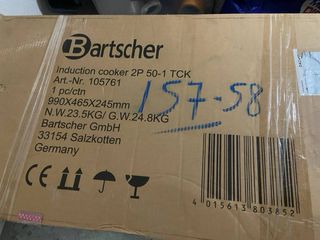 Bartscher
Induction cooker 2P 50-1 TCK
Art.-Nr. 105761
1 pc/ctn
990X465X245mm
N.W.23.5KG/ G.W.24.8KG
Bartscher GmbH
33154 Salzkotten
Germany
157-58
CE
4 015613 803852